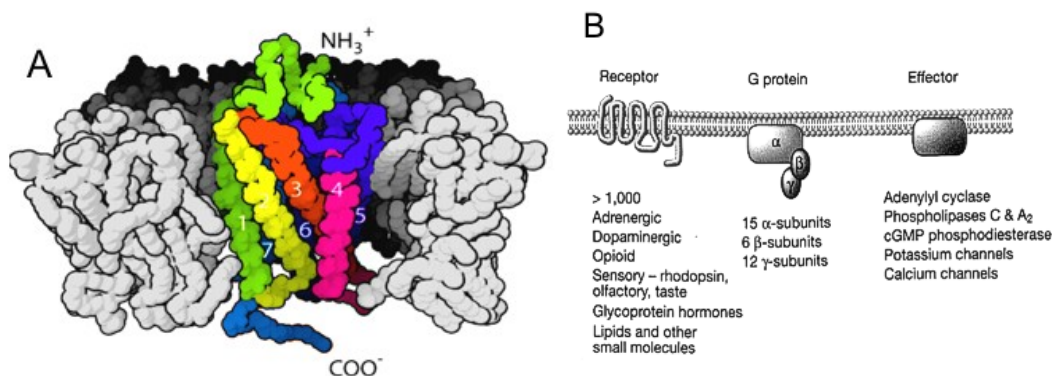 A
NH₃⁺
1
3
4
5
6
7
COO⁻
B
Receptor
G protein
Effector
α
β
γ
> 1,000
Adrenergic
Dopaminergic
Opioid
Sensory – rhodopsin,
olfactory, taste
Glycoprotein hormones
Lipids and other
small molecules
15 α-subunits
6 β-subunits
12 γ-subunits
Adenylyl cyclase
Phospholipases C & A₂
cGMP phosphodiesterase
Potassium channels
Calcium channels